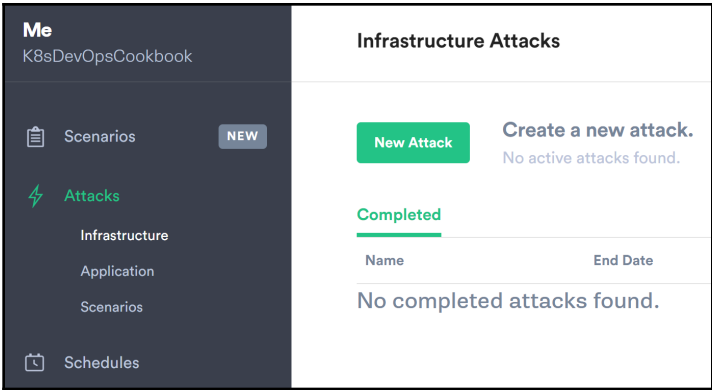 Me
K8sDevOpsCookbook
Scenarios NEW
Attacks
Infrastructure
Application
Scenarios
Schedules
Infrastructure Attacks
New Attack
Create a new attack.
No active attacks found.
Completed
Name End Date
No completed attacks found.